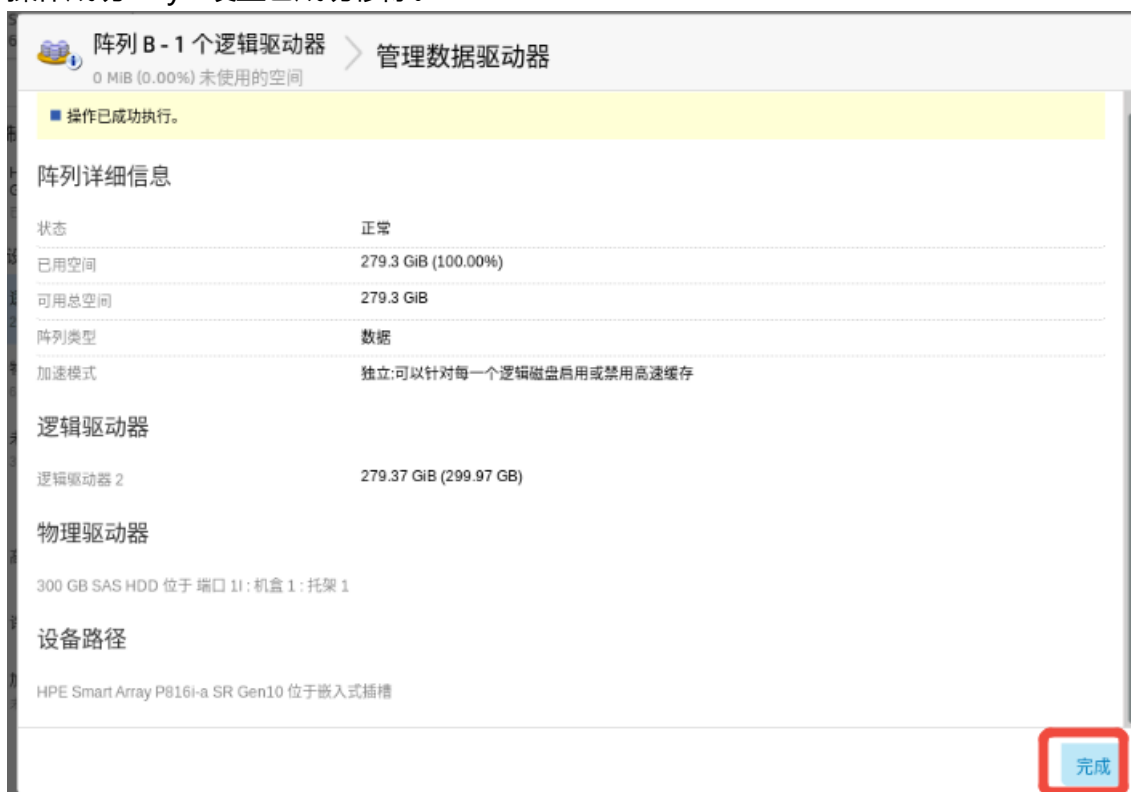 阵列 B - 1 个逻辑驱动器
管理数据驱动器
0 MiB (0.00%) 未使用的空间
操作已成功执行。
阵列详细信息
状态 正常
已用空间 279.3 GiB (100.00%)
可用总空间 279.3 GiB
阵列类型 数据
加速模式 独立:可以针对每一个逻辑磁盘启用或禁用高速缓存
逻辑驱动器
逻辑驱动器 2 279.37 GiB (299.97 GB)
物理驱动器
300 GB SAS HDD 位于 端口 1I : 机盒 1 : 托架 1
设备路径
HPE Smart Array P816i-a SR Gen10 位于嵌入式插槽
完成